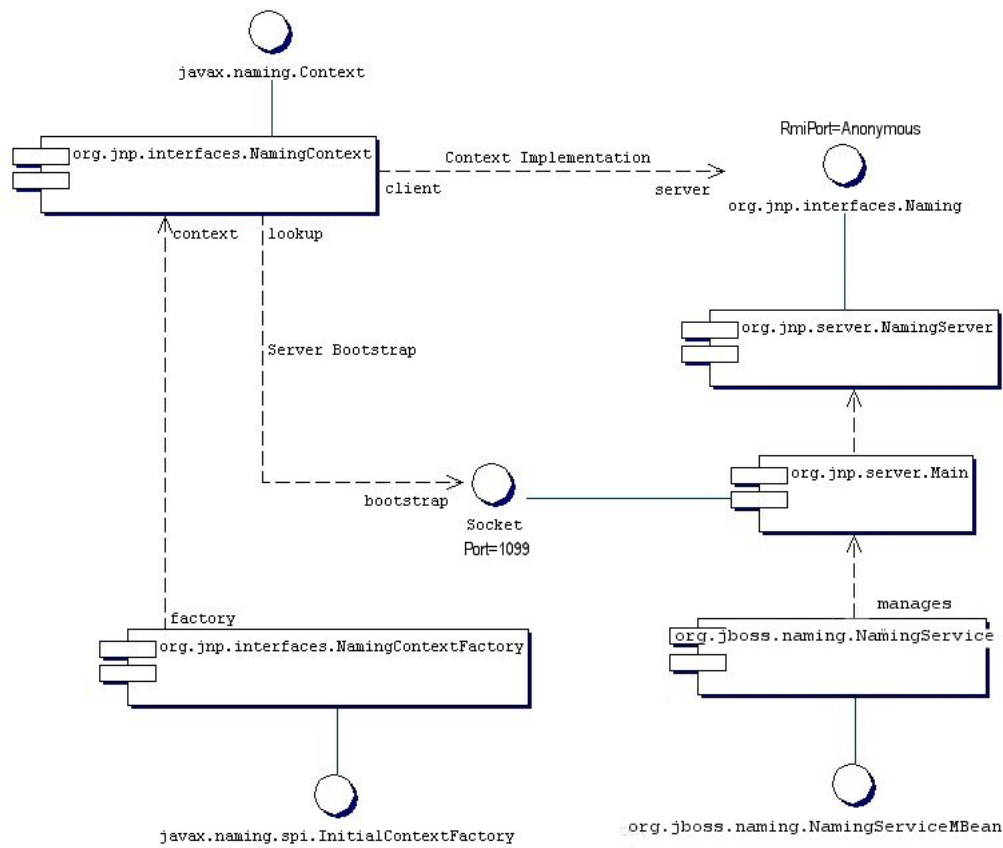 javax.naming.Context
org.jnp.interfaces.NamingContext
RmiPort=Anonymous
Context Implementation
client
server
org.jnp.interfaces.Naming
context
lookup
org.jnp.server.NamingServer
Server Bootstrap
org.jnp.server.Main
bootstrap
Socket
Port=1099
manages
factory
org.jboss.naming.NamingService
org.jnp.interfaces.NamingContextFactory
javax.naming.spi.InitialContextFactory
org.jboss.naming.NamingServiceMBean